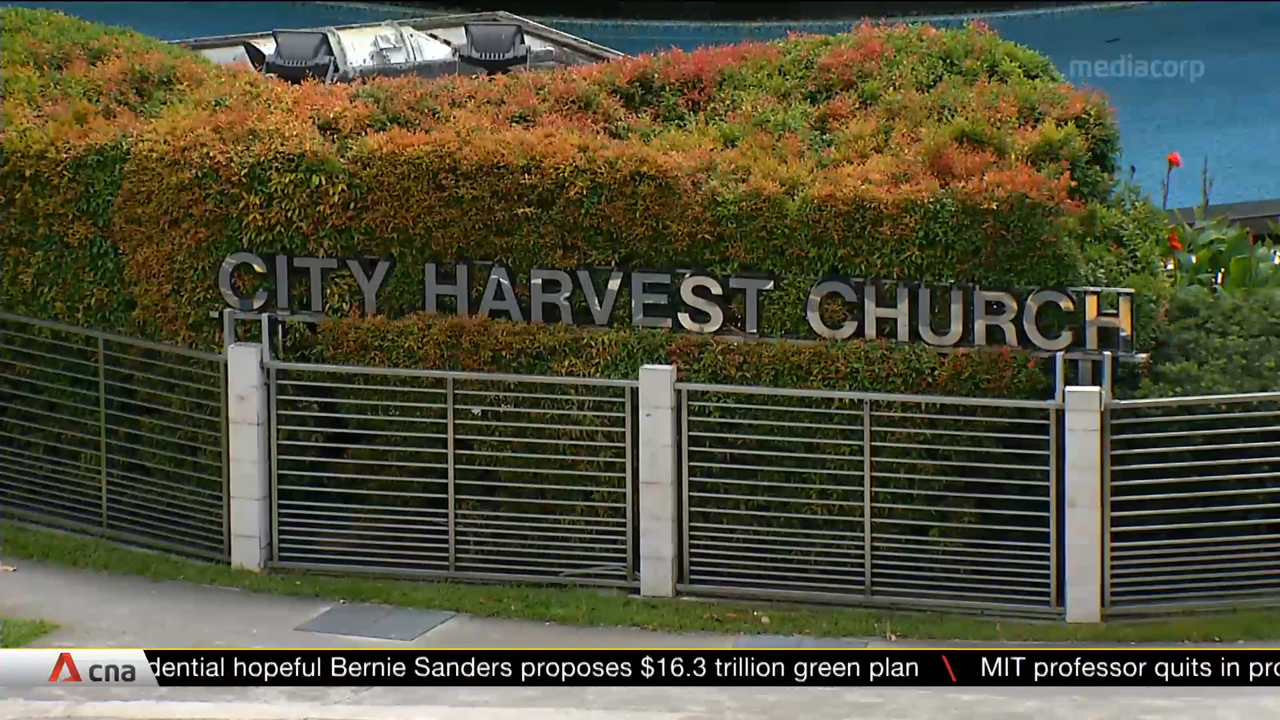 mediacorp
CITY HARVEST CHURCH
cna dential hopeful Bernie Sanders proposes $16.3 trillion green plan \ MIT professor quits in pro